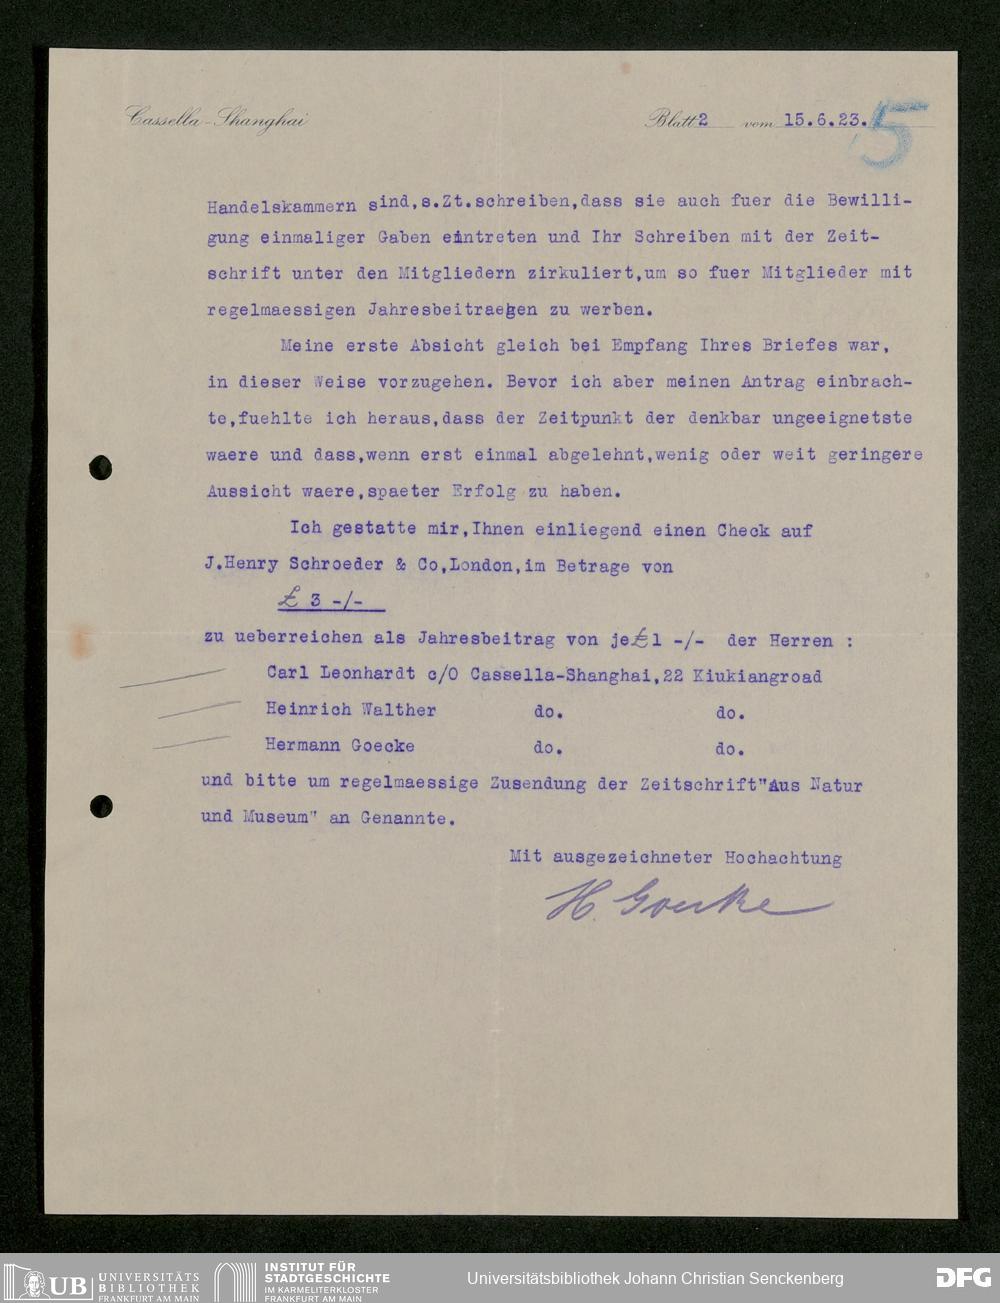 Cassella-Shanghai
Blatt 2 vom 15.6.23.
5
Handelskammern sind,s.Zt.schreiben,dass sie auch fuer die Bewilli-
gung einmaliger Gaben eintreten und Ihr Schreiben mit der Zeit-
schrift unter den Mitgliedern zirkuliert,um so fuer Mitglieder mit
regelmaessigen Jahresbeitraegen zu werben.
Meine erste Absicht gleich bei Empfang Ihres Briefes war,
in dieser Weise vorzugehen. Bevor ich aber meinen Antrag einbrach-
te,fuehlte ich heraus,dass der Zeitpunkt der denkbar ungeeignetste
waere und dass,wenn erst einmal abgelehnt,wenig oder weit geringere
Aussicht waere,spaeter Erfolg zu haben.
Ich gestatte mir,Ihnen einliegend einen Check auf
J.Henry Schroeder & Co,London,im Betrage von
£ 3 -/-
zu ueberreichen als Jahresbeitrag von je £ 1 -/- der Herren :
Carl Leonhardt c/O Cassella-Shanghai,22 Kiukiangroad
Heinrich Walther do. do.
Hermann Goecke do. do.
und bitte um regelmaessige Zusendung der Zeitschrift"Aus Natur
und Museum" an Genannte.
Mit ausgezeichneter Hochachtung
H. Goecke
UB UNIVERSITÄTS
BIBLIOTHEK
FRANKFURT AM MAIN
INSTITUT FÜR
STADTGESCHICHTE
IM KARMELITERKLOSTER
FRANKFURT AM MAIN
Universitätsbibliothek Johann Christian Senckenberg
DFG